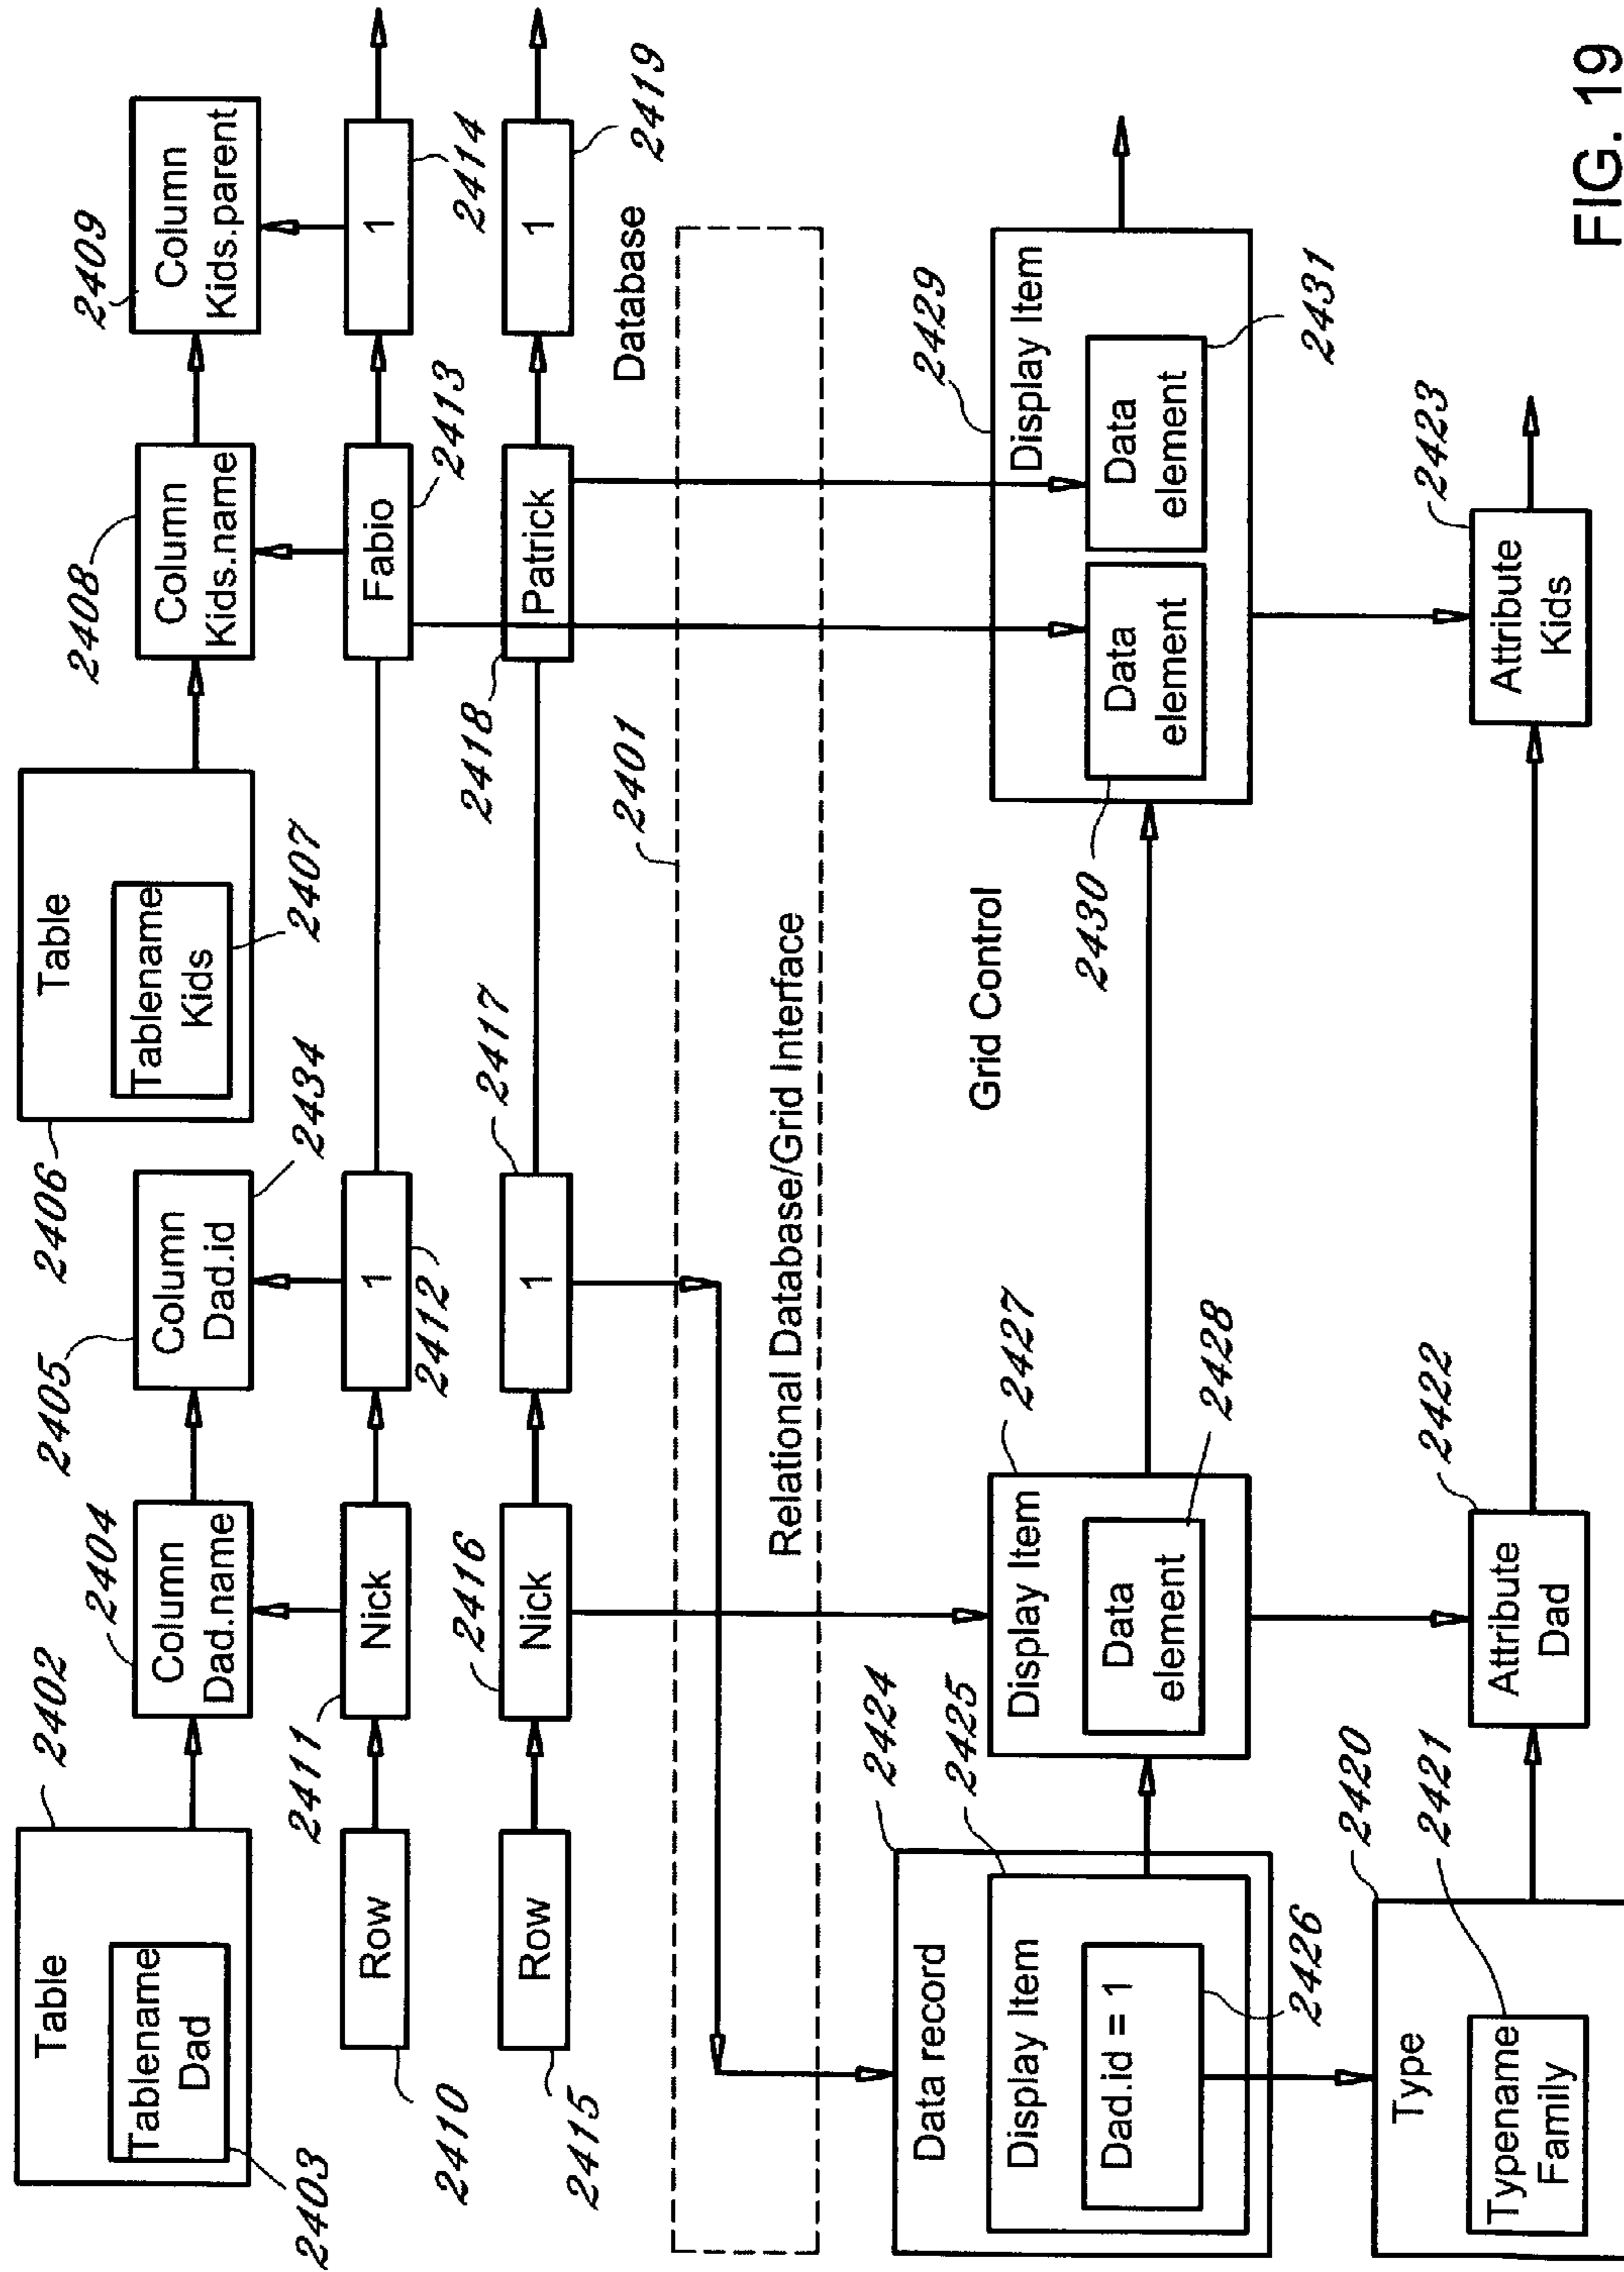 2402
Table
Tablename
Dad
2403
2404
Column
Dad.name
2405
Column
Dad.id
2434
2406
Table
Tablename
Kids
2407
2408
Column
Kids.name
2409
Column
Kids.parent
Row
2410
2411
Nick
1
2412
Fabio
2413
1
2414
Row
2415
2416
Nick
1
2417
2418
Patrick
1
2419
Database
2401
Relational Database/Grid Interface
Grid Control
2424
Data record
2425
Display Item
Dad.id = 1
2426
2427
Display Item
Data
element
2428
2429
Display Item
Data
element
2430
Data
element
2431
2420
Type
2421
Typename
Family
2422
Attribute
Dad
2423
Attribute
Kids
FIG. 19